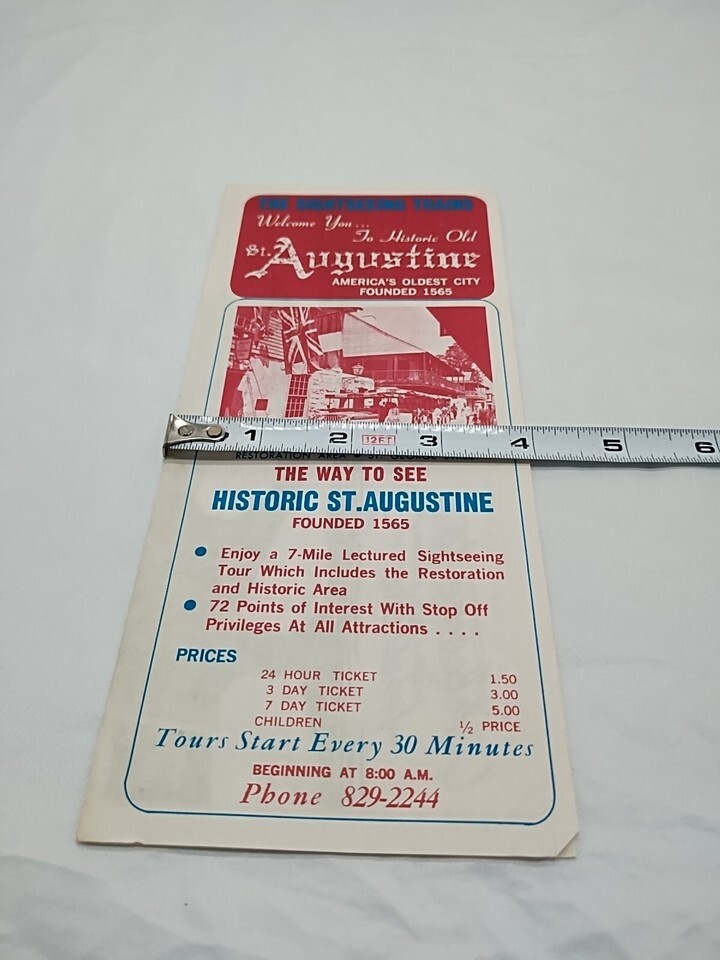 THE SIGHTSEEING TRAINS
Welcome You...
To Historic Old
St. Augustine
AMERICA'S OLDEST CITY
FOUNDED 1565
1 2 12FT 3 4 5 6
RESTORATION AREA
THE WAY TO SEE
HISTORIC ST.AUGUSTINE
FOUNDED 1565
• Enjoy a 7-Mile Lectured Sightseeing
Tour Which Includes the Restoration
and Historic Area
• 72 Points of Interest With Stop Off
Privileges At All Attractions . . . .
PRICES
24 HOUR TICKET 1.50
3 DAY TICKET 3.00
7 DAY TICKET 5.00
CHILDREN ½ PRICE
Tours Start Every 30 Minutes
BEGINNING AT 8:00 A.M.
Phone 829-2244